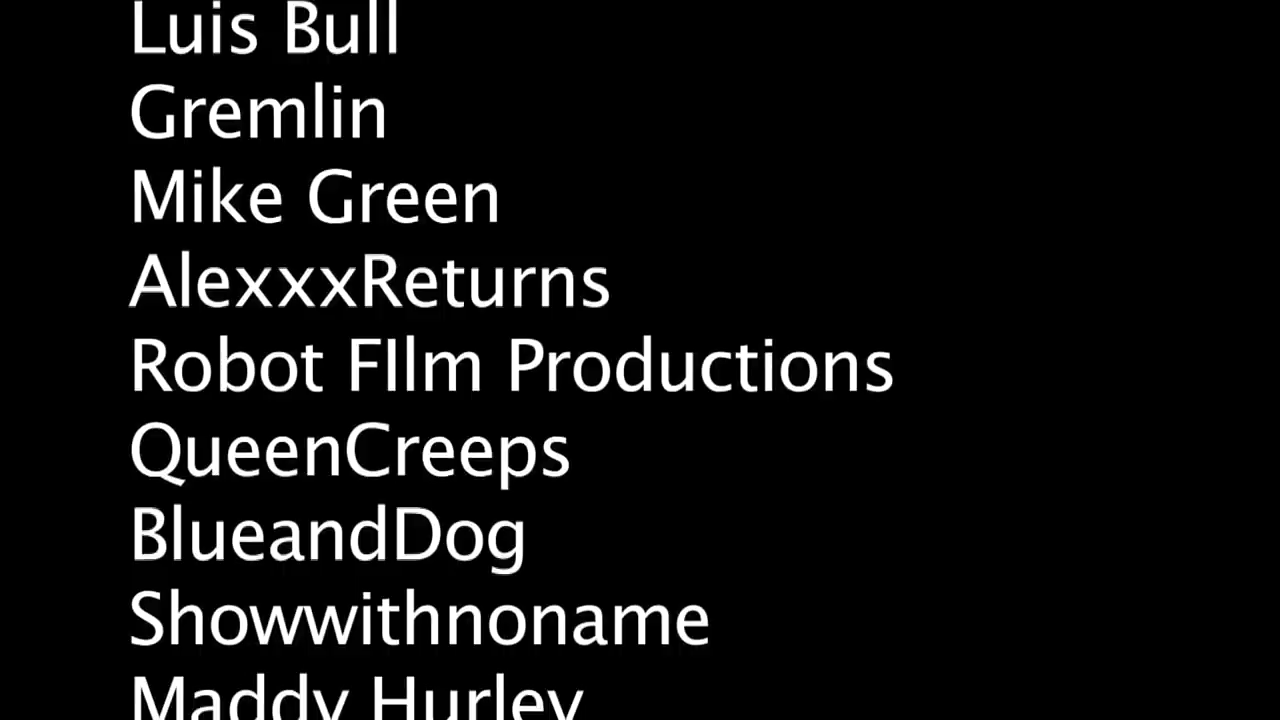 Luis Bull
Gremlin
Mike Green
AlexxxReturns
Robot FIlm Productions
QueenCreeps
BlueandDog
Showwithnoname
Maddy Hurley